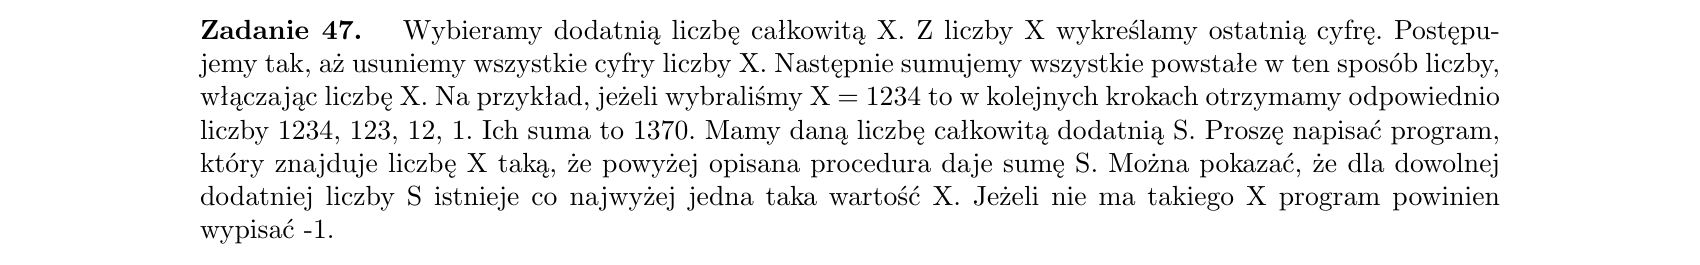 Zadanie 47. Wybieramy dodatnią liczbę całkowitą X. Z liczby X wykreślamy ostatnią cyfrę. Postępu-
jemy tak, aż usuniemy wszystkie cyfry liczby X. Następnie sumujemy wszystkie powstałe w ten sposób liczby,
włączając liczbę X. Na przykład, jeżeli wybraliśmy X = 1234 to w kolejnych krokach otrzymamy odpowiednio
liczby 1234, 123, 12, 1. Ich suma to 1370. Mamy daną liczbę całkowitą dodatnią S. Proszę napisać program,
który znajduje liczbę X taką, że powyżej opisana procedura daje sumę S. Można pokazać, że dla dowolnej
dodatniej liczby S istnieje co najwyżej jedna taka wartość X. Jeżeli nie ma takiego X program powinien
wypisać -1.